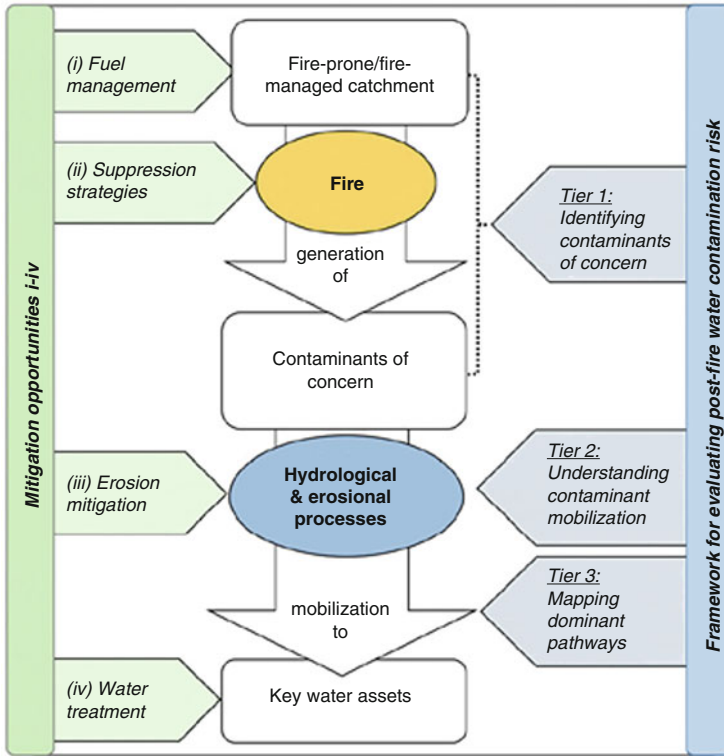 Mitigation opportunities i-iv
(i) Fuel
management
Fire-prone/fire-
managed catchment
(ii) Suppression
strategies
Fire
Tier 1:
Identifying
contaminants
of concern
generation
of
Contaminants of
concern
(iii) Erosion
mitigation
Hydrological
& erosional
processes
Tier 2:
Understanding
contaminant
mobilization
mobilization
to
Tier 3:
Mapping
dominant
pathways
(iv) Water
treatment
Key water assets
Framework for evaluating post-fire water contamination risk